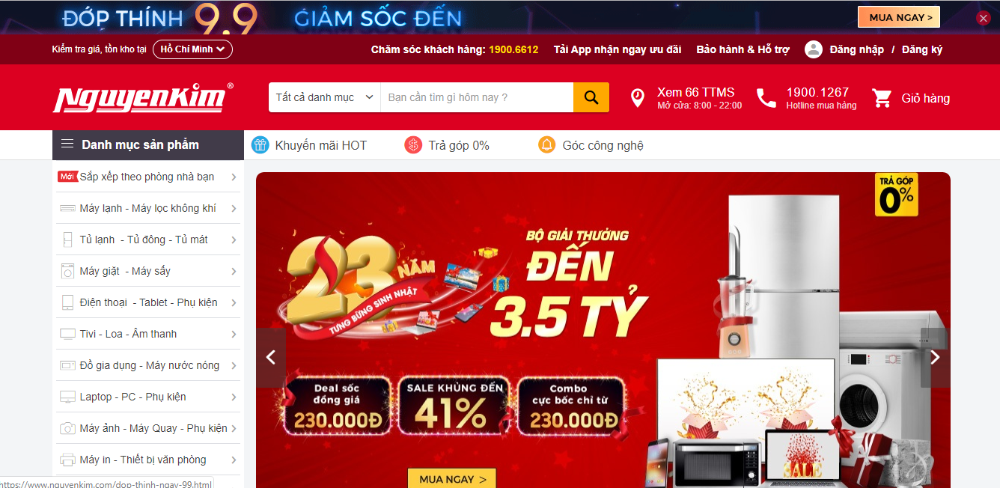 ĐỚP THÍNH 9.9 GIẢM SỐC ĐẾN
MUA NGAY >
Kiểm tra giá, tồn kho tại
Hồ Chí Minh
Chăm sóc khách hàng: 1900.6612
Tải App nhận ngay ưu đãi
Bảo hành & Hỗ trợ
Đăng nhập / Đăng ký
NguyenKim®
Tất cả danh mục
Bạn cần tìm gì hôm nay ?
Xem 66 TTMS
Mở cửa: 8:00 - 22:00
1900.1267
Hotline mua hàng
Giỏ hàng
Danh mục sản phẩm
Khuyến mãi HOT
Trả góp 0%
Góc công nghệ
Mới Sắp xếp theo phòng nhà bạn
Máy lạnh - Máy lọc không khí
Tủ lạnh - Tủ đông - Tủ mát
Máy giặt - Máy sấy
Điện thoại - Tablet - Phụ kiện
Tivi - Loa - Âm thanh
Đồ gia dụng - Máy nước nóng
Laptop - PC - Phụ kiện
Máy ảnh - Máy Quay - Phụ kiện
Máy in - Thiết bị văn phòng
TRẢ GÓP
0%
23 NĂM
TƯNG BỪNG SINH NHẬT
BỘ GIẢI THƯỞNG
ĐẾN
3.5 TỶ
Deal sốc
đồng giá
230.000Đ
SALE KHỦNG ĐẾN
41%
Combo
cực bốc chỉ từ
230.000Đ
SALE
MUA NGAY >
https://www.nguyenkim.com/dop-thinh-ngay-99.html